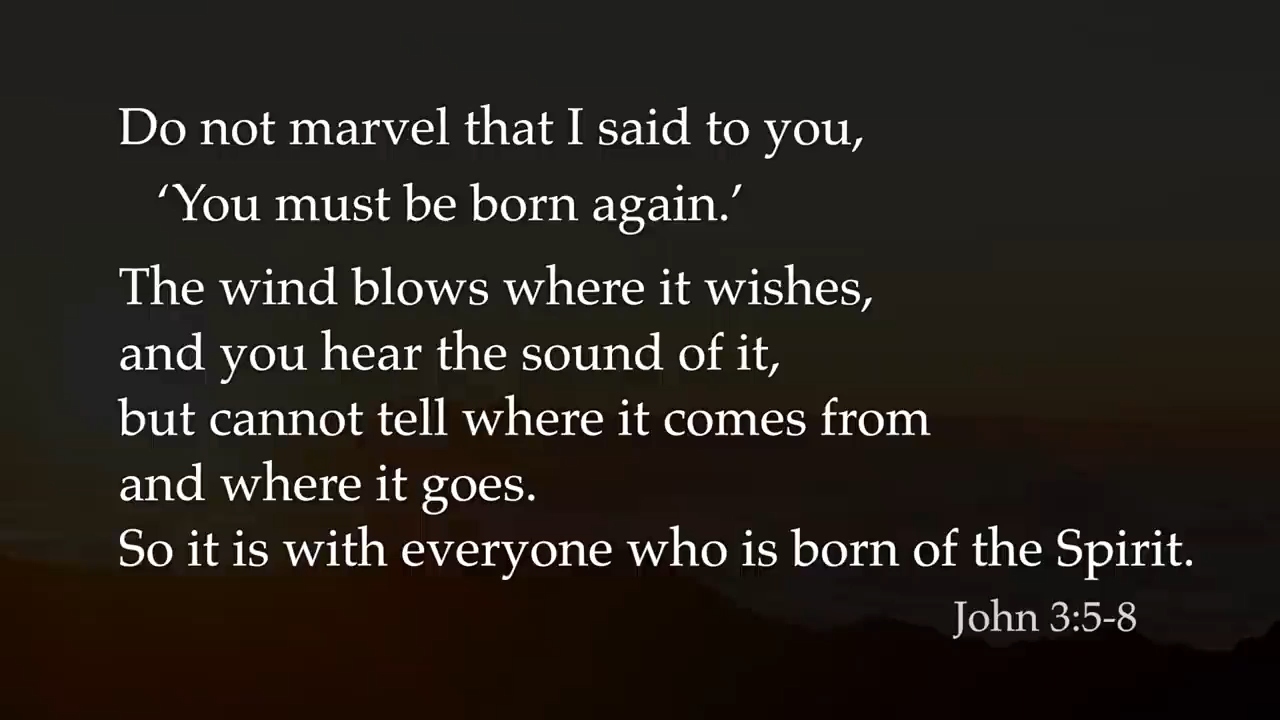 Do not marvel that I said to you,
‘You must be born again.’
The wind blows where it wishes,
and you hear the sound of it,
but cannot tell where it comes from
and where it goes.
So it is with everyone who is born of the Spirit.
John 3:5-8